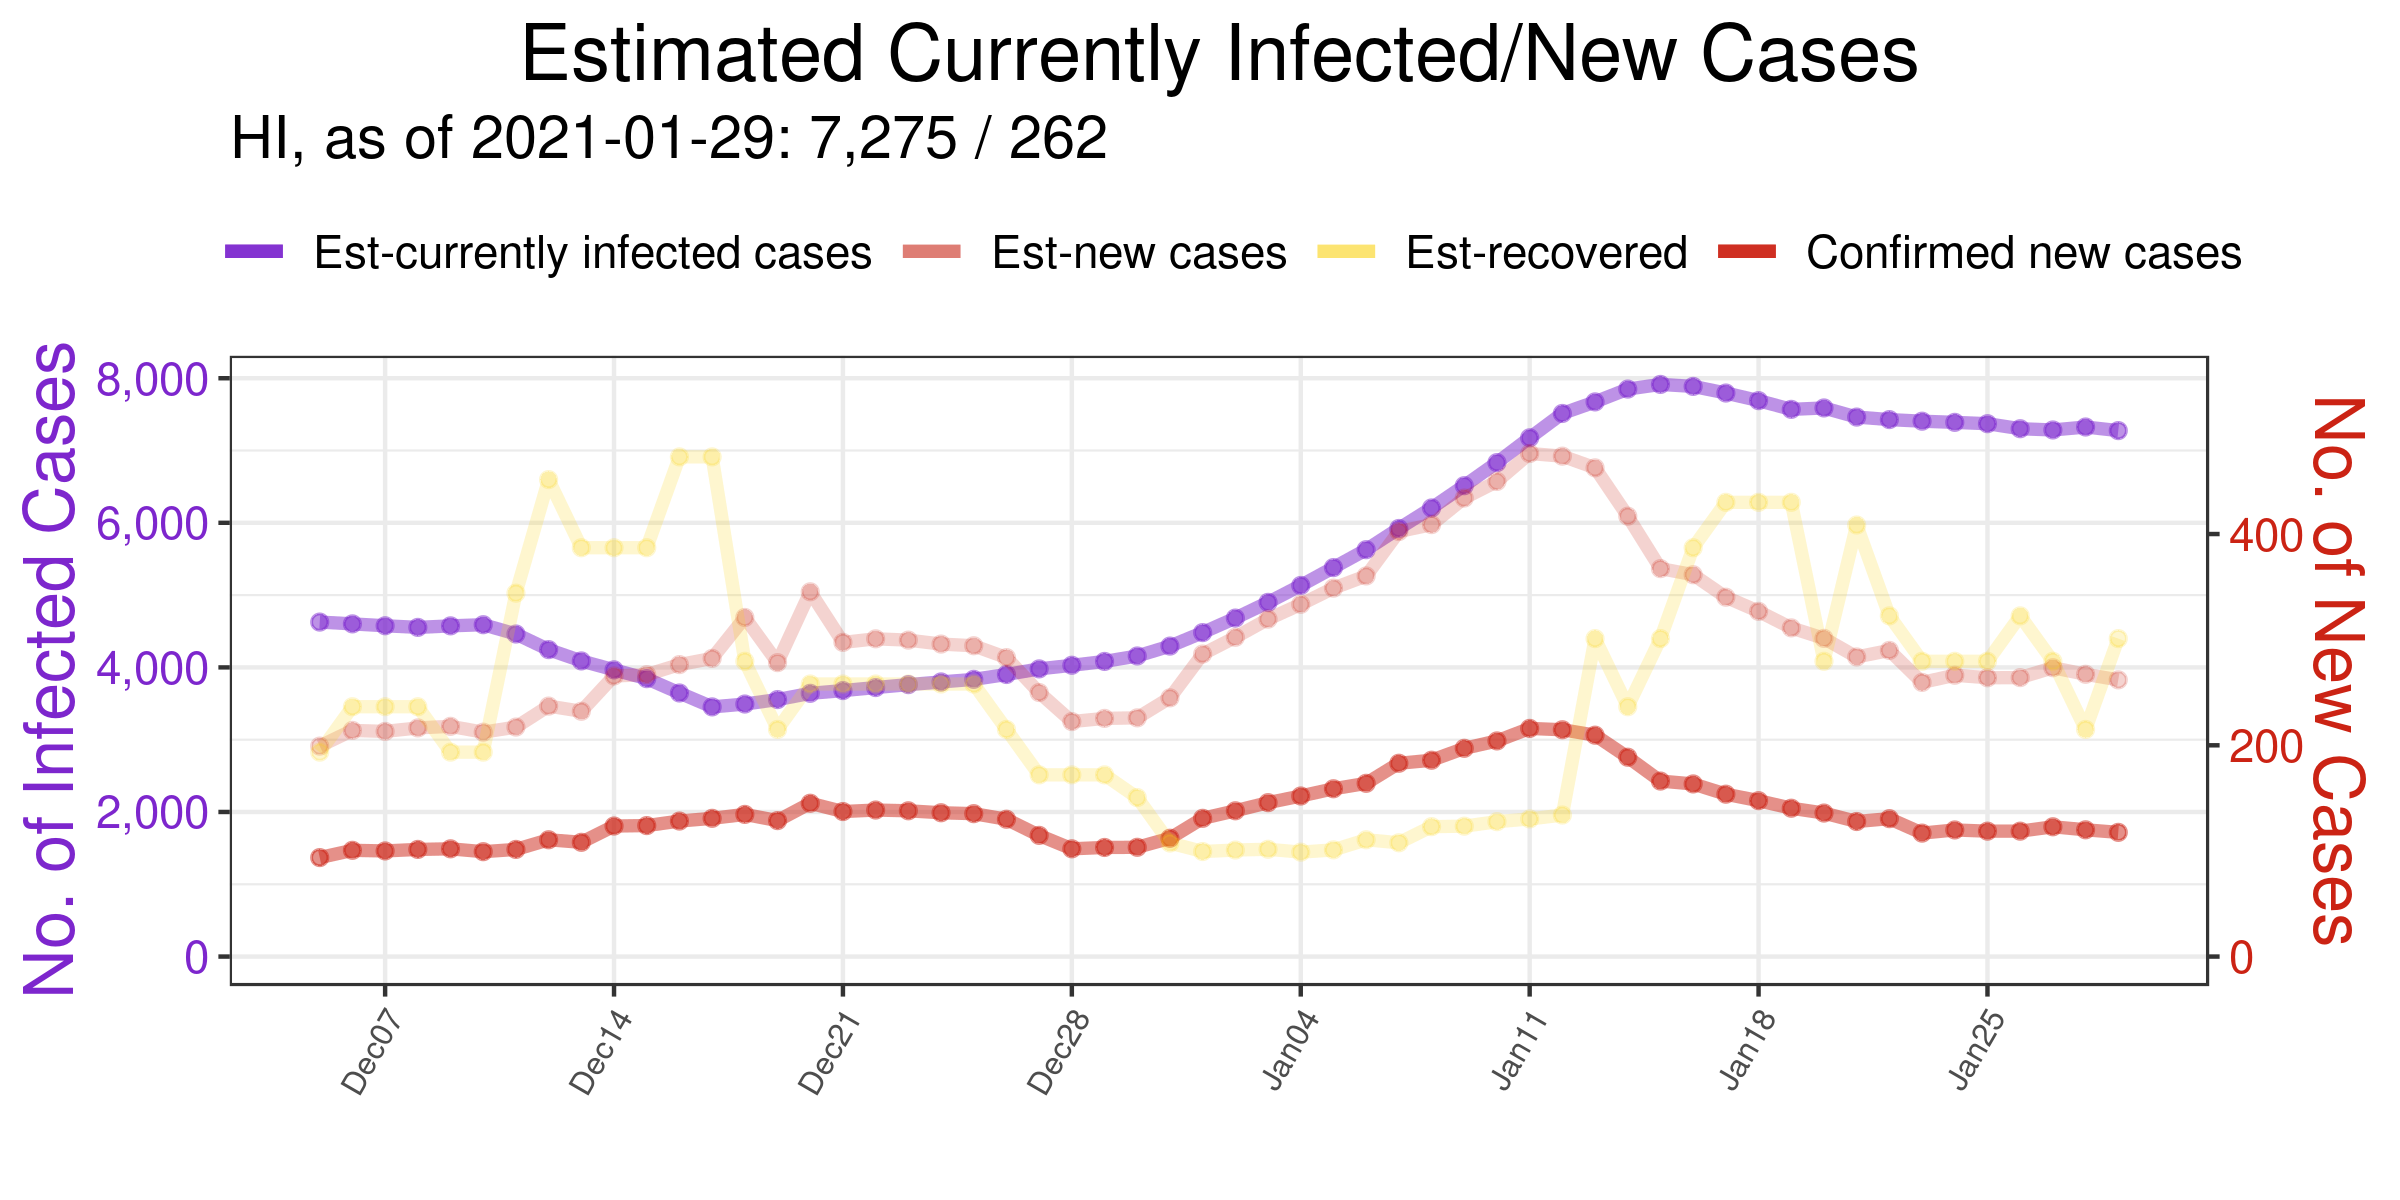 Estimated Currently Infected/New Cases
HI, as of 2021-01-29: 7,275 / 262
Est-currently infected cases Est-new cases Est-recovered Confirmed new cases
No. of Infected Cases
8,000
6,000
4,000
2,000
0
400
200
0
No. of New Cases
Dec07 Dec14 Dec21 Dec28 Jan04 Jan11 Jan18 Jan25